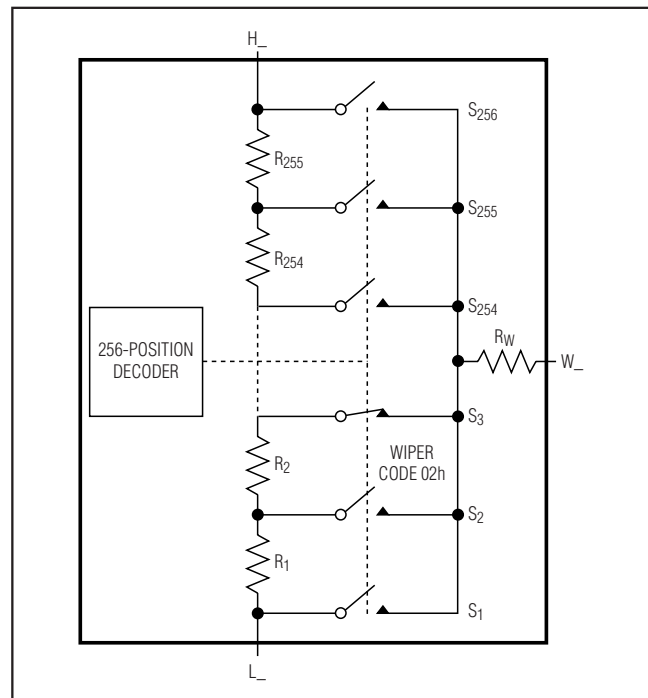 H_
S256
R255
S255
R254
S254
256-POSITION
DECODER
RW
W_
S3
R2
WIPER
CODE 02h
S2
R1
S1
L_